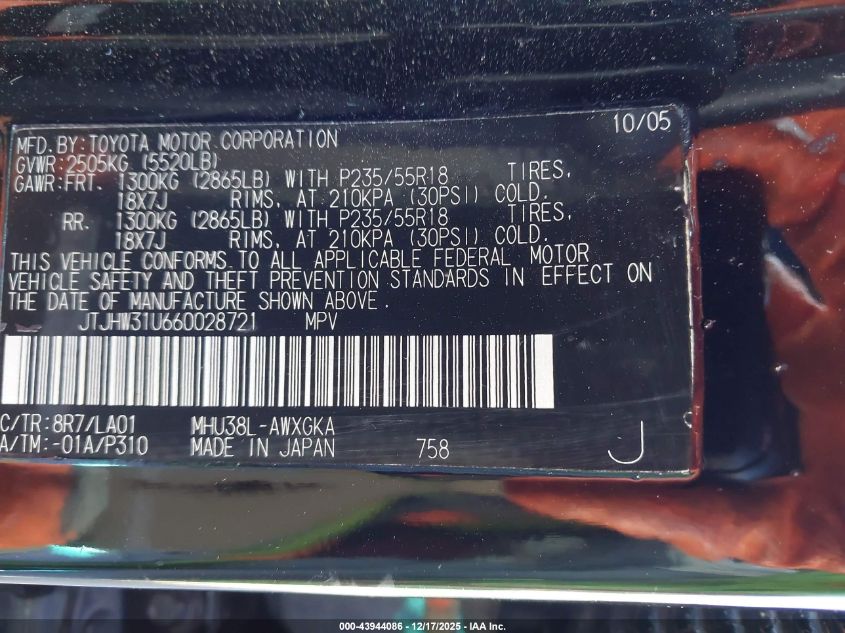 10/05
MFD. BY: TOYOTA MOTOR CORPORATION
GVWR: 2505KG (5520LB)
GAWR: FRT. 1300KG (2865LB) WITH P235/55R18 TIRES,
18X7J RIMS, AT 210KPA (30PSI) COLD,
RR. 1300KG (2865LB) WITH P235/55R18 TIRES,
18X7J RIMS, AT 210KPA (30PSI) COLD.
THIS VEHICLE CONFORMS TO ALL APPLICABLE FEDERAL MOTOR
VEHICLE SAFETY AND THEFT PREVENTION STANDARDS IN EFFECT ON
THE DATE OF MANUFACTURE SHOWN ABOVE.
JTJHW31U660028721 MPV
C/TR: 8R7/LA01 MHU38L-AWXGKA
A/TM: -01A/P310 MADE IN JAPAN 758 J
000-43944086 - 12/17/2025 - IAA Inc.